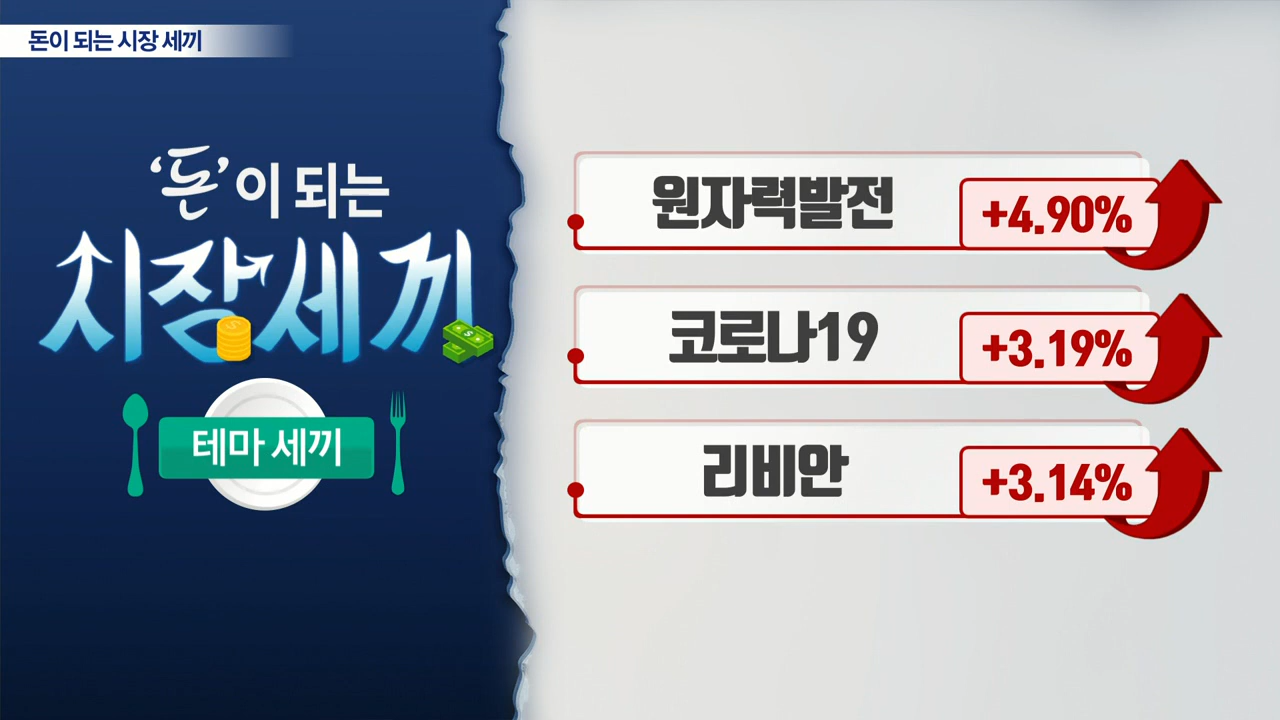 돈이 되는 시장 세끼
‘돈’이 되는
시장세끼
테마 세끼
원자력발전 +4.90%
코로나19 +3.19%
리비안 +3.14%